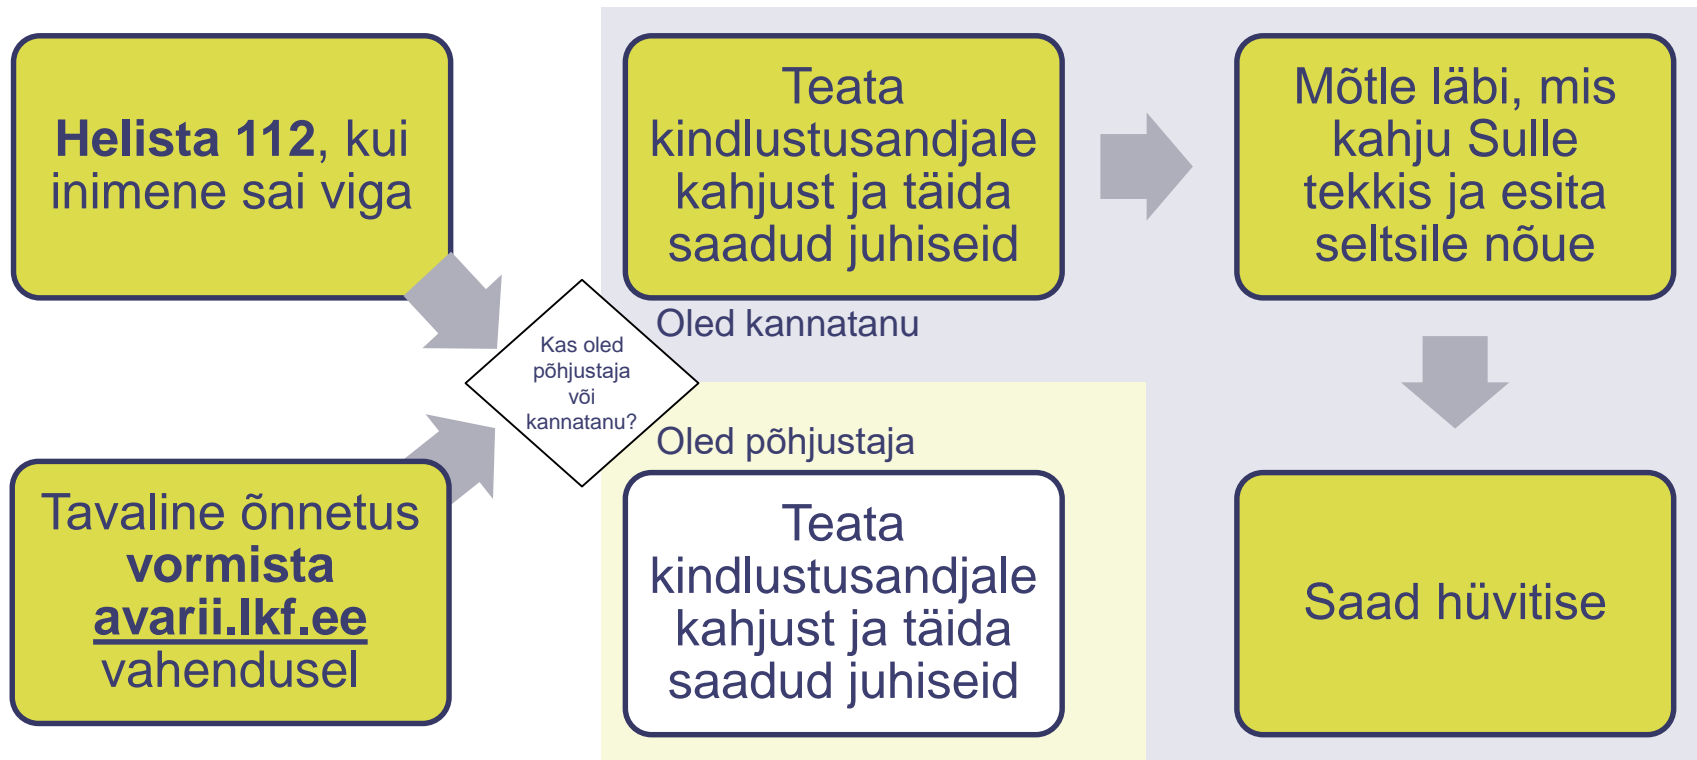 Helista 112, kui
inimene sai viga
Tavaline õnnetus
vormista
avarii.lkf.ee
vahendusel
Kas oled
põhjustaja
või
kannatanu?
Teata
kindlustusandjale
kahjust ja täida
saadud juhiseid
Oled kannatanu
Oled põhjustaja
Teata
kindlustusandjale
kahjust ja täida
saadud juhiseid
Mõtle läbi, mis
kahju Sulle
tekkis ja esita
seltsile nõue
Saad hüvitise